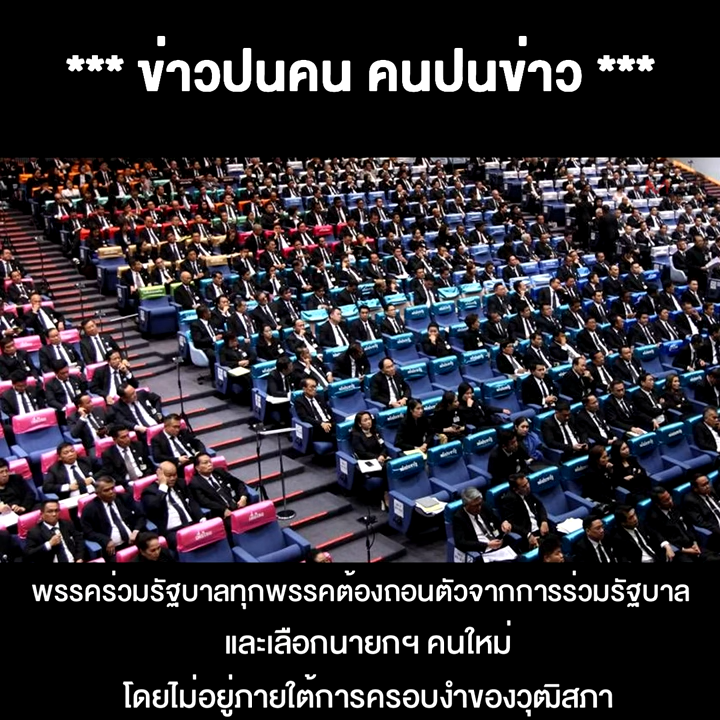 *** ข่าวปนคน คนปนข่าว ***
พรรคร่วมรัฐบาลทุกพรรคต้องถอนตัวจากการร่วมรัฐบาล
และเลือกนายกฯ คนใหม่
โดยไม่อยู่ภายใต้การครอบงำของวุฒิสภา